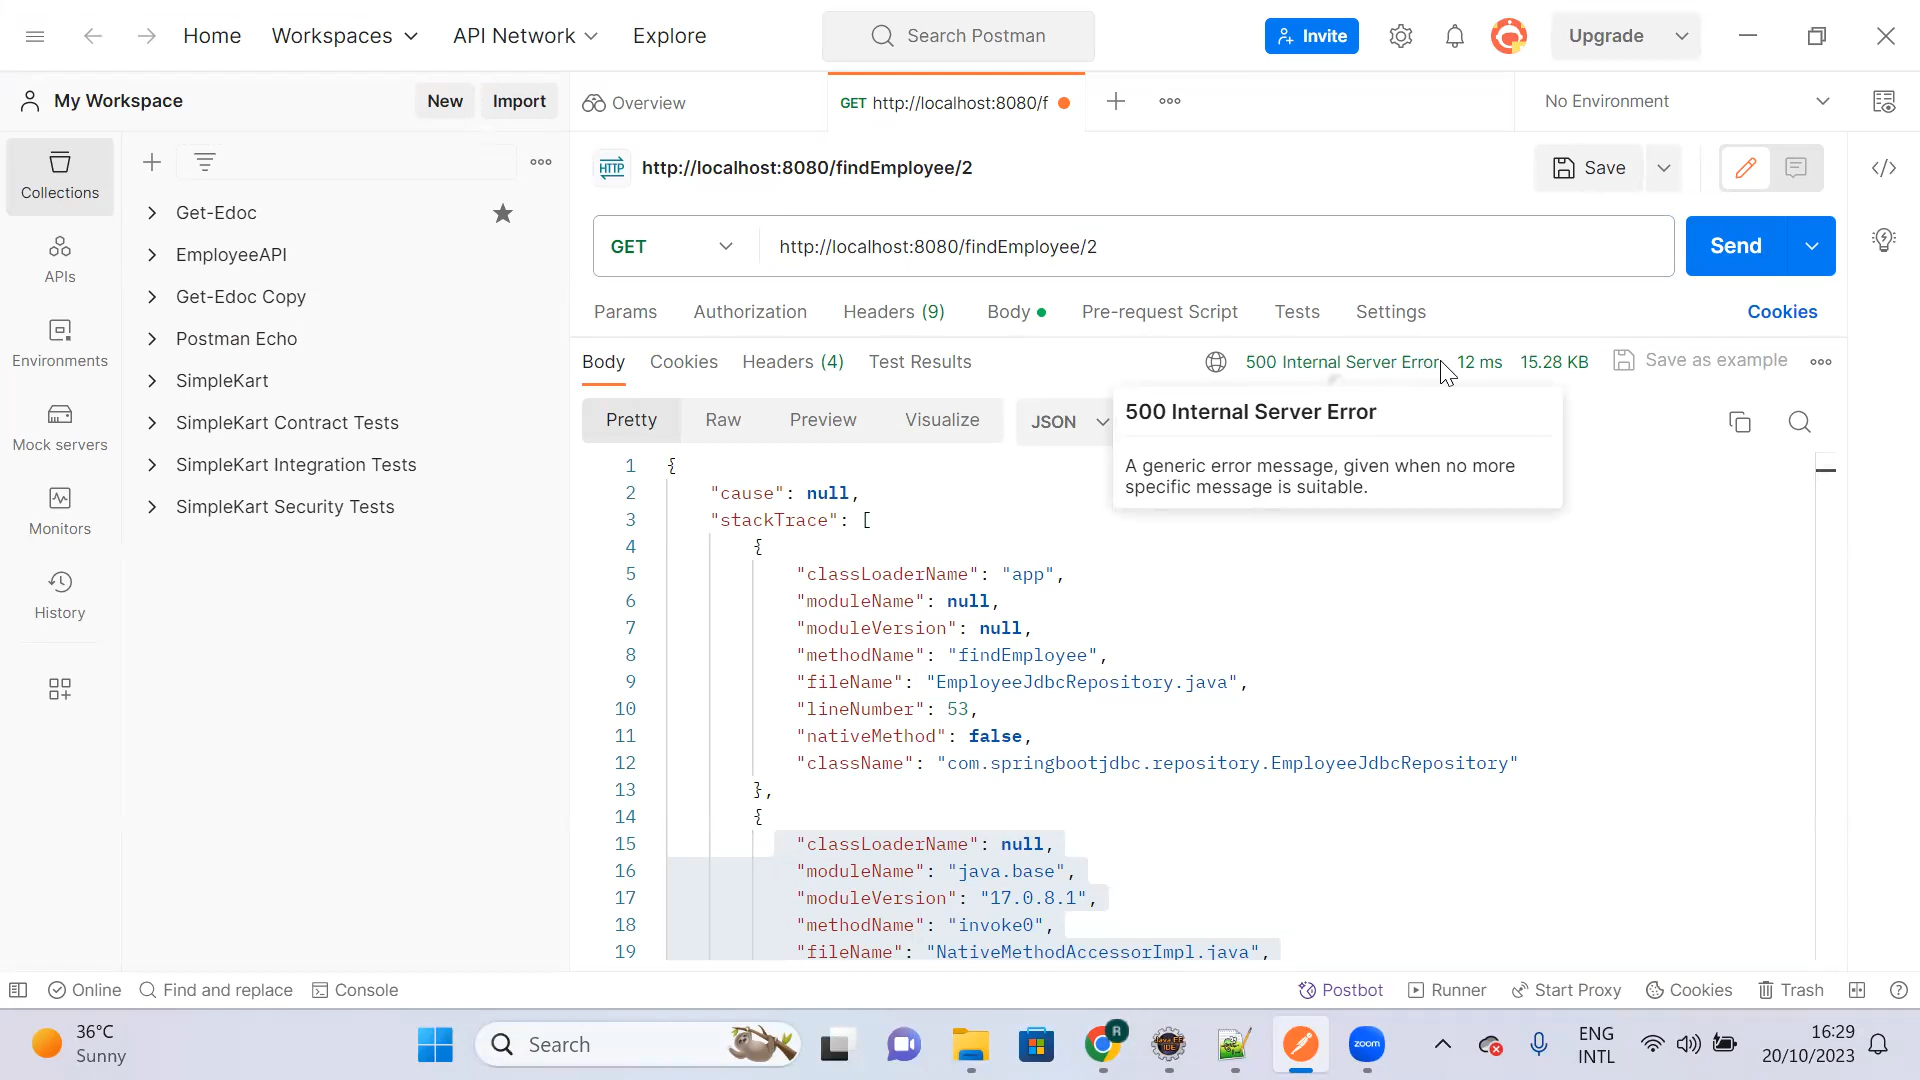 Home
Workspaces
API Network
Explore
Search Postman
Invite
Upgrade
My Workspace
New
Import
Overview
GET http://localhost:8080/f
No Environment
HTTP
http://localhost:8080/findEmployee/2
Save
GET
http://localhost:8080/findEmployee/2
Send
Params
Authorization
Headers (9)
Body
Pre-request Script
Tests
Settings
Cookies
Collections
APIs
Environments
Mock servers
Monitors
History
Get-Edoc
EmployeeAPI
Get-Edoc Copy
Postman Echo
SimpleKart
SimpleKart Contract Tests
SimpleKart Integration Tests
SimpleKart Security Tests
Body
Cookies
Headers (4)
Test Results
500 Internal Server Error
12 ms
15.28 KB
Save as example
Pretty
Raw
Preview
Visualize
JSON
500 Internal Server Error
A generic error message, given when no more
specific message is suitable.
1 {
2 "cause": null,
3 "stackTrace": [
4 {
5 "classLoaderName": "app",
6 "moduleName": null,
7 "moduleVersion": null,
8 "methodName": "findEmployee",
9 "fileName": "EmployeeJdbcRepository.java",
10 "lineNumber": 53,
11 "nativeMethod": false,
12 "className": "com.springbootjdbc.repository.EmployeeJdbcRepository"
13 },
14 {
15 "classLoaderName": null,
16 "moduleName": "java.base",
17 "moduleVersion": "17.0.8.1",
18 "methodName": "invoke0",
19 "fileName": "NativeMethodAccessorImpl.java",
Online
Find and replace
Console
Postbot
Runner
Start Proxy
Cookies
Trash
36°C
Sunny
Search
R
zoom
ENG
INTL
16:29
20/10/2023